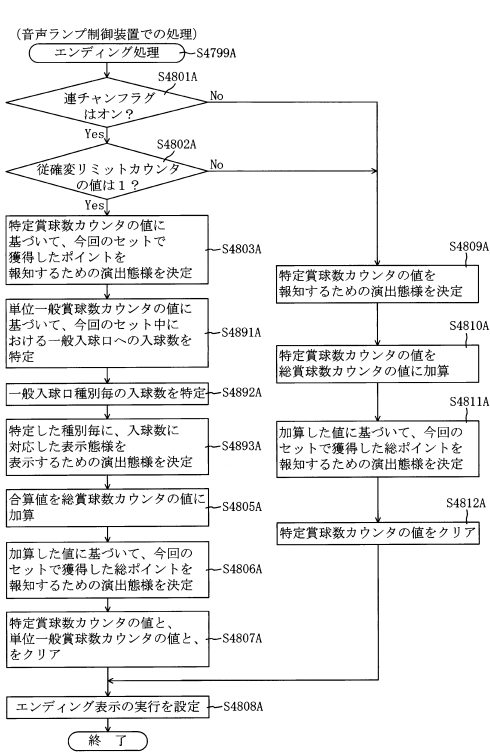 (音声ランプ制御装置での処理)
エンディング処理
S4799A
S4801A
連チャンフラグ
はオン?
No
Yes
S4802A
従確変リミットカウンタ
の値は1?
No
Yes
特定賞球数カウンタの値に
基づいて、今回のセットで
獲得したポイントを
報知するための演出態様を決定
S4803A
単位一般賞球数カウンタの値に
基づいて、今回のセット中に
おける一般入球口への入球数を
特定
S4891A
一般入球口種別毎の入球数を特定
S4892A
特定した種別毎に、入球数に
対応した表示態様を
表示するための演出態様を決定
S4893A
合算値を総賞球数カウンタの値に
加算
S4805A
加算した値に基づいて、今回の
セットで獲得した総ポイントを
報知するための演出態様を決定
S4806A
特定賞球数カウンタの値と、
単位一般賞球数カウンタの値と、
をクリア
S4807A
S4809A
特定賞球数カウンタの値を
報知するための演出態様を決定
S4810A
特定賞球数カウンタの値を
総賞球数カウンタの値に加算
S4811A
加算した値に基づいて、今回の
セットで獲得した総ポイントを
報知するための演出態様を決定
S4812A
特定賞球数カウンタの値をクリア
エンディング表示の実行を設定
S4808A
終 了